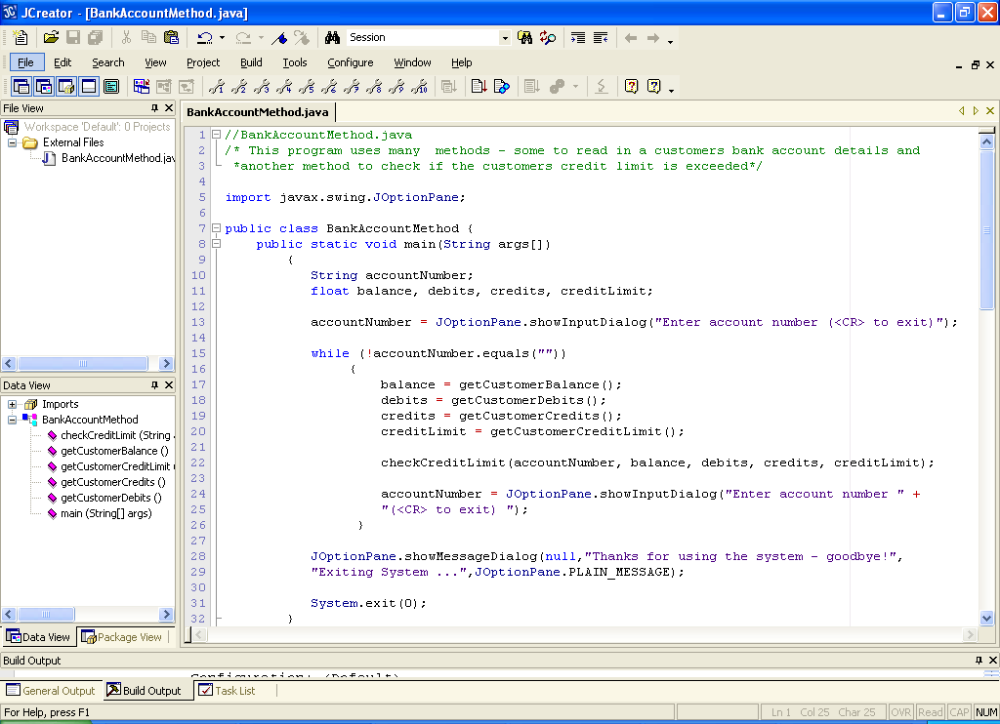 JCreator - [BankAccountMethod.java]
Session
File Edit Search View Project Build Tools Configure Window Help
File View
Workspace 'Default': 0 Projects
External Files
BankAccountMethod.jav
Data View
Imports
BankAccountMethod
checkCreditLimit (String
getCustomerBalance ()
getCustomerCreditLimit
getCustomerCredits ()
getCustomerDebits ()
main (String[] args)
Data View Package View
BankAccountMethod.java
1 //BankAccountMethod.java
2 /* This program uses many  methods - some to read in a customers bank account details and
3 *another method to check if the customers credit limit is exceeded*/
4
5 import javax.swing.JOptionPane;
6
7 public class BankAccountMethod {
8 public static void main(String args[])
9 {
10 String accountNumber;
11 float balance, debits, credits, creditLimit;
12
13 accountNumber = JOptionPane.showInputDialog("Enter account number (<CR> to exit)");
14
15 while (!accountNumber.equals(""))
16 {
17 balance = getCustomerBalance();
18 debits = getCustomerDebits();
19 credits = getCustomerCredits();
20 creditLimit = getCustomerCreditLimit();
21
22 checkCreditLimit(accountNumber, balance, debits, credits, creditLimit);
23
24 accountNumber = JOptionPane.showInputDialog("Enter account number " +
25 "(<CR> to exit) ");
26 }
27
28 JOptionPane.showMessageDialog(null,"Thanks for using the system - goodbye!",
29 "Exiting System ...",JOptionPane.PLAIN_MESSAGE);
30
31 System.exit(0);
32 }
Build Output
Configuration: (Default)
General Output Build Output Task List
For Help, press F1
Ln 1 Col 25 Char 25 OVR Read CAP NUM